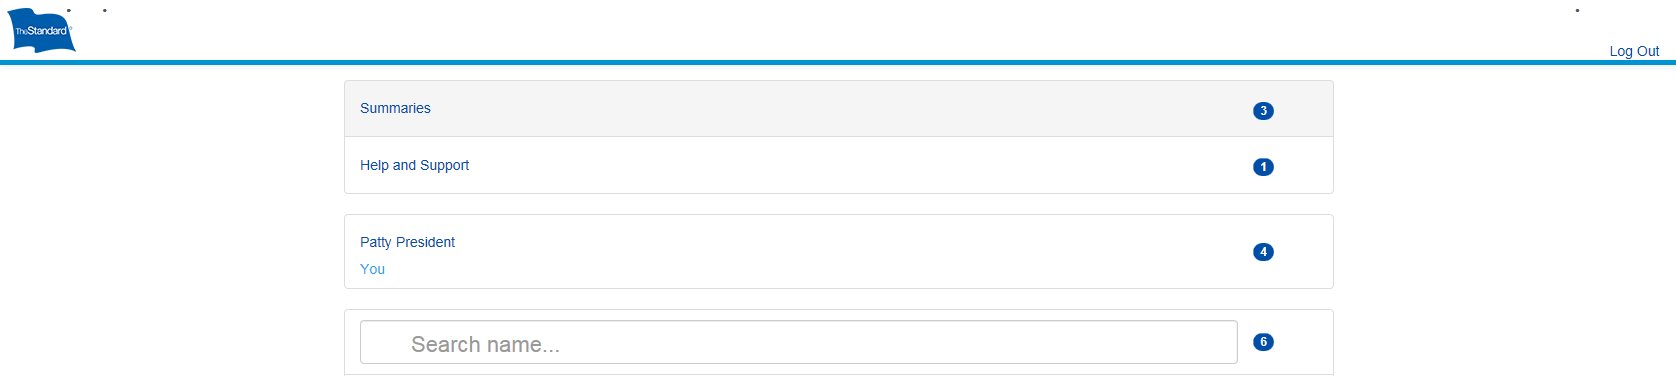 TheStandard®
Log Out
Summaries
3
Help and Support
1
Patty President
4
You
Search name...
6